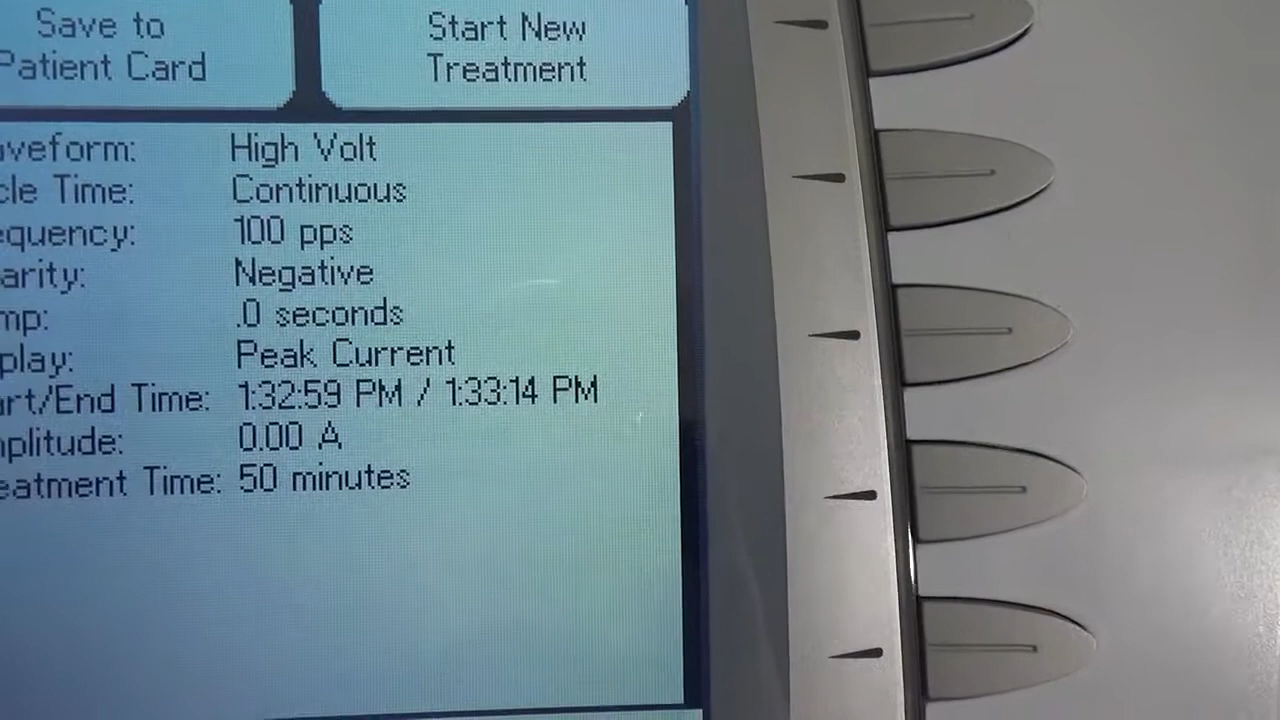 Save to
Patient Card
Start New
Treatment
aveform: High Volt
cle Time: Continuous
equency: 100 pps
arity: Negative
mp: .0 seconds
play: Peak Current
art/End Time: 1:32:59 PM / 1:33:14 PM
nplitude: 0.00 A
eatment Time: 50 minutes